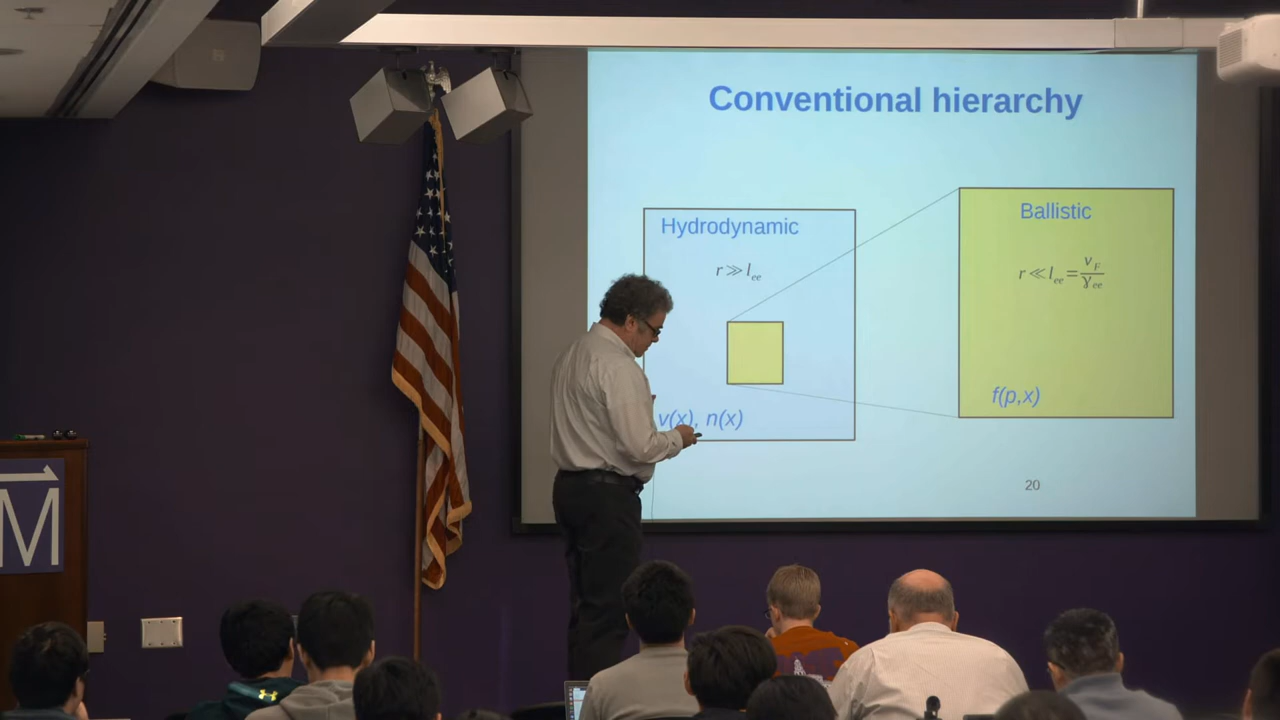 Conventional hierarchy
Hydrodynamic
r ≫ l_ee
v(x), n(x)
Ballistic
r ≪ l_ee = v_F / γ_ee
f(p,x)
20
M